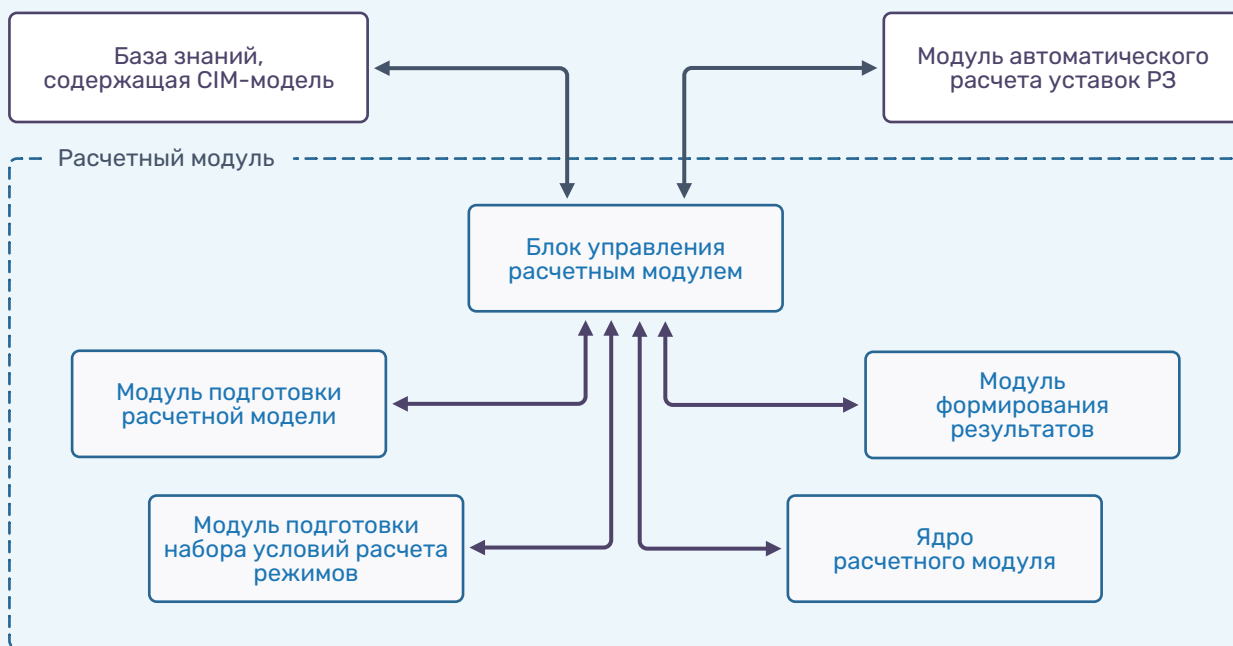 База знаний,
содержащая CIM-модель
Модуль автоматического
расчета уставок РЗ
Расчетный модуль
Блок управления
расчетным модулем
Модуль подготовки
расчетной модели
Модуль
формирования
результатов
Модуль подготовки
набора условий расчета
режимов
Ядро
расчетного модуля